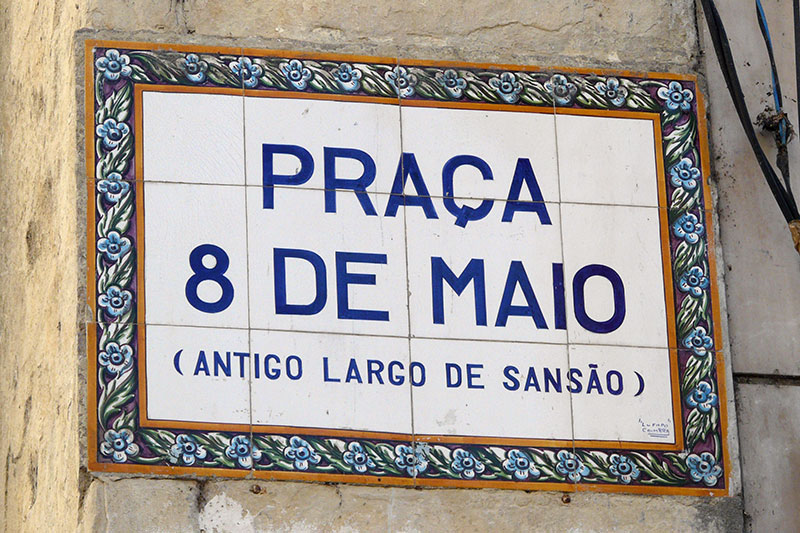 PRAÇA
8 DE MAIO
(ANTIGO LARGO DE SANSÃO)